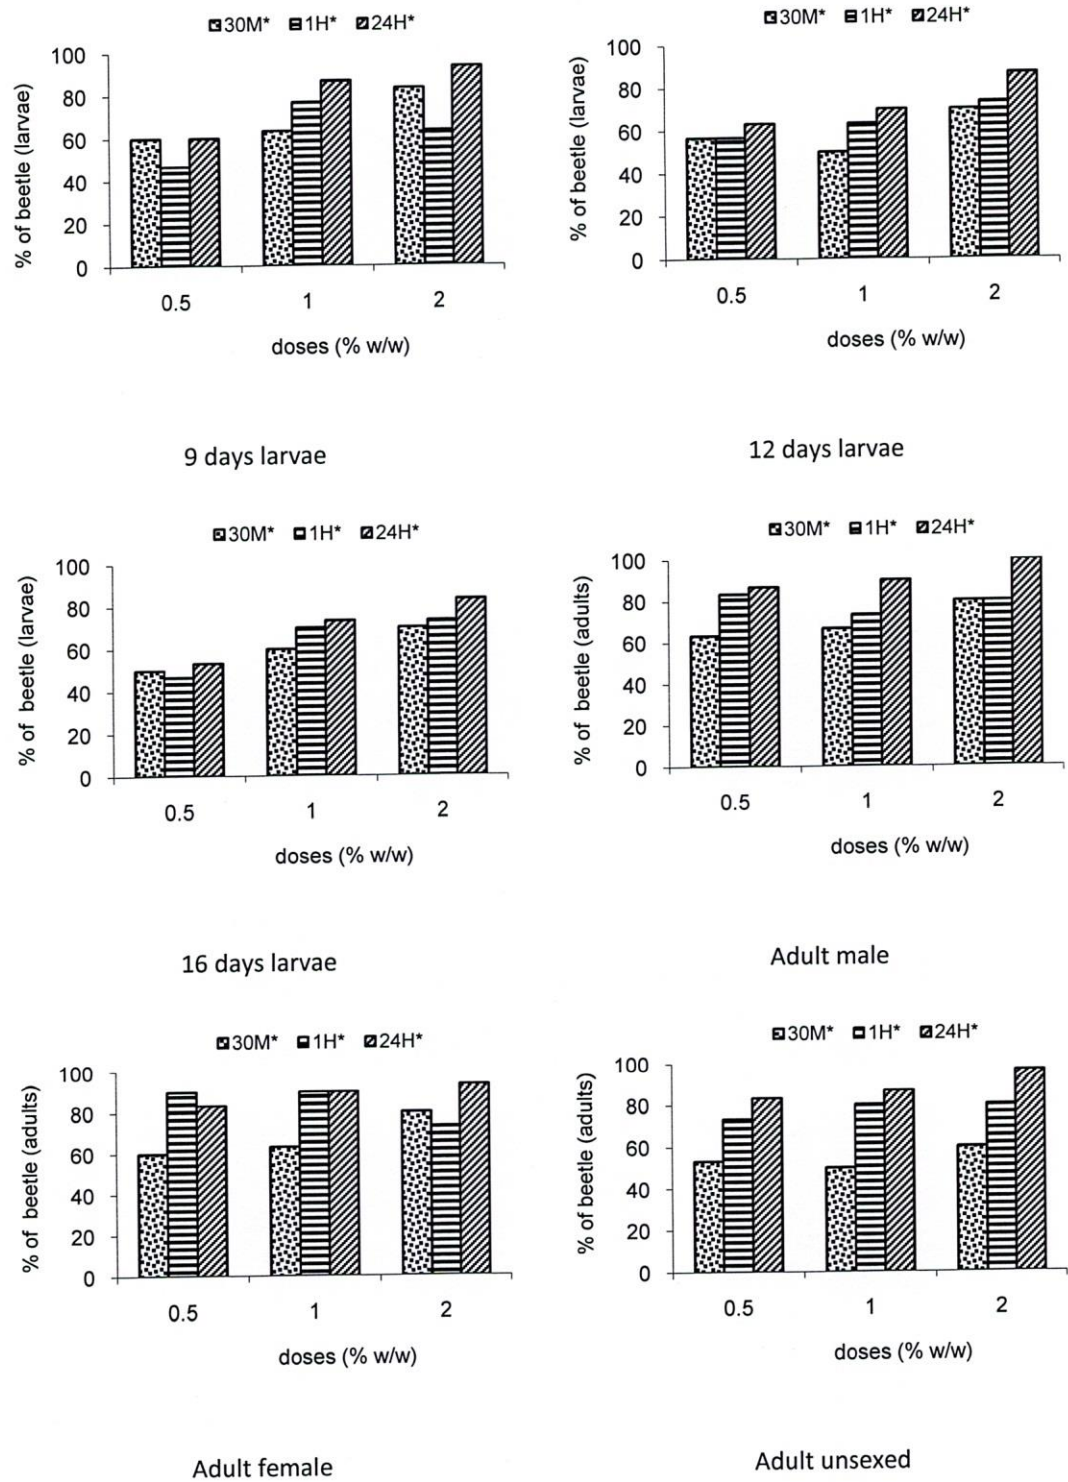 30M* 1H* 24H*
% of beetle (larvae)
100
80
60
40
20
0
0.5 1 2
doses (% w/w)
9 days larvae
30M* 1H* 24H*
% of beetle (larvae)
100
80
60
40
20
0
0.5 1 2
doses (% w/w)
12 days larvae
30M* 1H* 24H*
% of beetle (larvae)
100
80
60
40
20
0
0.5 1 2
doses (% w/w)
16 days larvae
30M* 1H* 24H*
% of beetle (adults)
100
80
60
40
20
0
0.5 1 2
doses (% w/w)
Adult male
30M* 1H* 24H*
% of beetle (adults)
100
80
60
40
20
0
0.5 1 2
doses (% w/w)
Adult female
30M* 1H* 24H*
% of beetle (adults)
100
80
60
40
20
0
0.5 1 2
doses (% w/w)
Adult unsexed